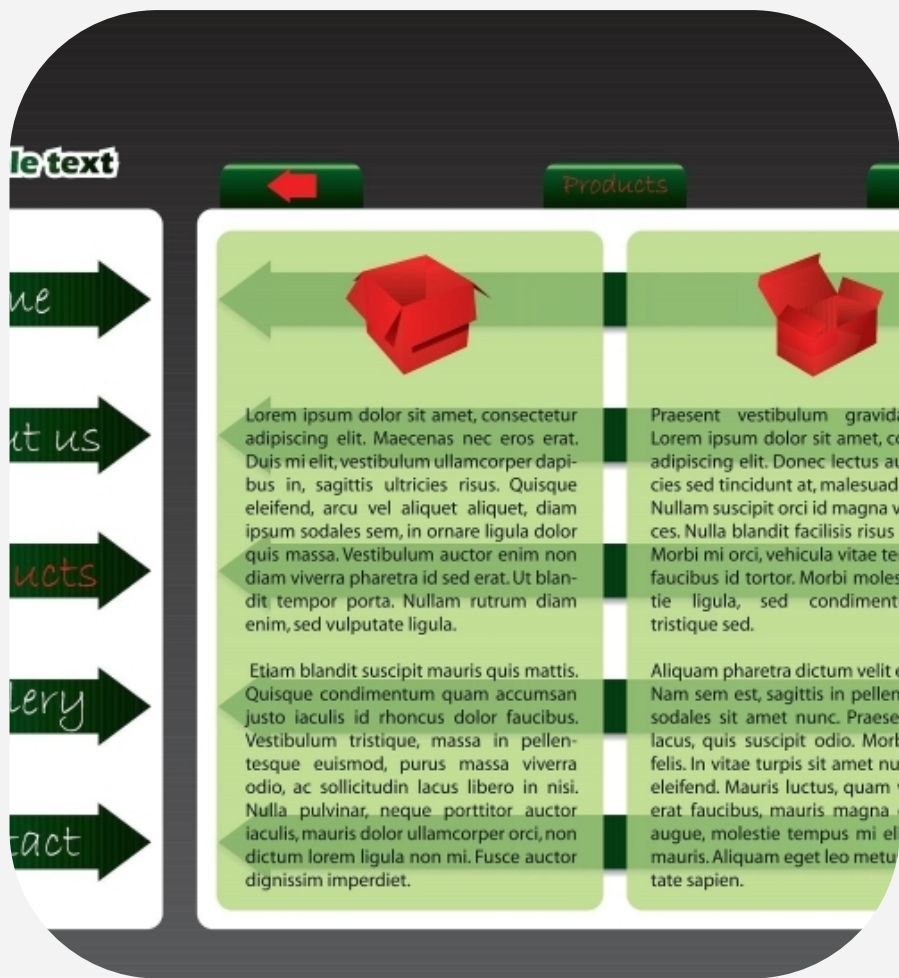 le text
Products
ut us
ucts
lery
tact
Lorem ipsum dolor sit amet, consectetur
adipiscing elit. Maecenas nec eros erat.
Duis mi elit, vestibulum ullamcorper dapi-
bus in, sagittis ultricies risus. Quisque
eleifend, arcu vel aliquet aliquet, diam
ipsum sodales sem, in ornare ligula dolor
quis massa. Vestibulum auctor enim non
diam viverra pharetra id sed erat. Ut blan-
dit tempor porta. Nullam rutrum diam
enim, sed vulputate ligula.
Etiam blandit suscipit mauris quis mattis.
Quisque condimentum quam accumsan
justo iaculis id rhoncus dolor faucibus.
Vestibulum tristique, massa in pellen-
tesque euismod, purus massa viverra
odio, ac sollicitudin lacus libero in nisi.
Nulla pulvinar, neque porttitor auctor
iaculis, mauris dolor ullamcorper orci, non
dictum lorem ligula non mi. Fusce auctor
dignissim imperdiet.
Praesent vestibulum gravida
Lorem ipsum dolor sit amet, co
adipiscing elit. Donec lectus au
cies sed tincidunt at, malesuad
Nullam suscipit orci id magna v
ces. Nulla blandit facilisis risus
Morbi mi orci, vehicula vitae te
faucibus id tortor. Morbi moles
tie ligula, sed condiment
tristique sed.
Aliquam pharetra dictum velit e
Nam sem est, sagittis in pellen
sodales sit amet nunc. Praese
lacus, quis suscipit odio. Morb
felis. In vitae turpis sit amet nu
eleifend. Mauris luctus, quam
erat faucibus, mauris magna
augue, molestie tempus mi eli
mauris. Aliquam eget leo metu
tate sapien.